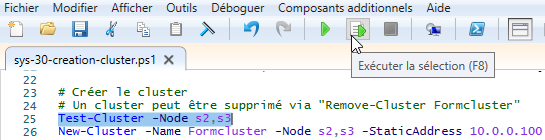 Fichier Modifier Afficher Outils Déboguer Composants additionnels Aide
sys-30-creation-cluster.ps1 X
Exécuter la sélection (F8)
22
23 # Créer le cluster
24 # Un cluster peut être supprimé via "Remove-Cluster Formcluster"
25 Test-Cluster -Node s2,s3
26 New-Cluster -Name Formcluster -Node s2,s3 -StaticAddress 10.0.0.100